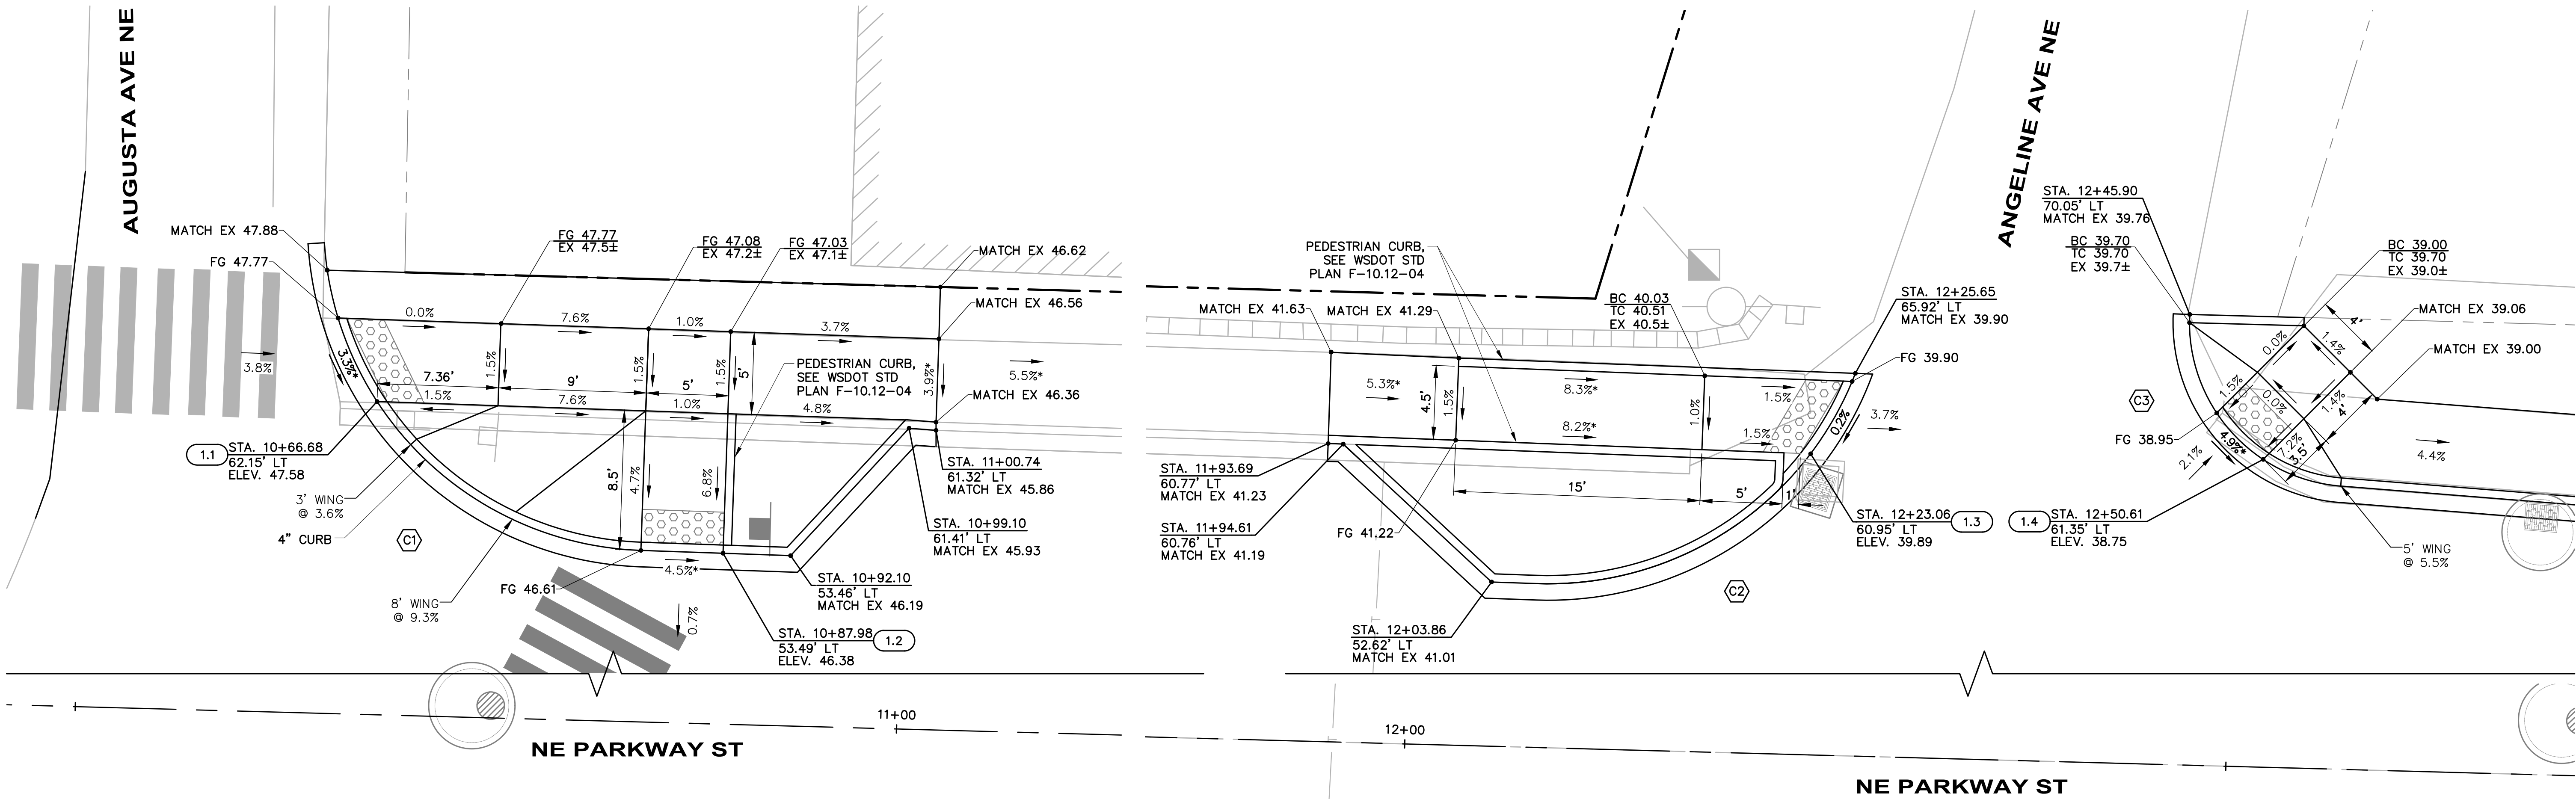 AUGUSTA AVE NE
MATCH EX 47.88
FG 47.77
FG 47.77
EX 47.5±
FG 47.08
EX 47.2±
FG 47.03
EX 47.1±
MATCH EX 46.62
MATCH EX 46.56
0.0%
7.6%
1.0%
3.7%
5.5%*
3.8%
3.3%*
1.5%
1.5%
1.5%
5'
3.9%*
PEDESTRIAN CURB,
SEE WSDOT STD
PLAN F-10.12-04
7.36'
9'
5'
1.5%
7.6%
1.0%
4.8%
MATCH EX 46.36
1.1
STA. 10+66.68
62.15' LT
ELEV. 47.58
3' WING
@ 3.6%
4" CURB
C1
8.5'
4.7%
6.8%
STA. 11+00.74
61.32' LT
MATCH EX 45.86
STA. 10+99.10
61.41' LT
MATCH EX 45.93
8' WING
@ 9.3%
FG 46.61
4.5%*
STA. 10+92.10
53.46' LT
MATCH EX 46.19
0.7%
STA. 10+87.98
53.49' LT
ELEV. 46.38
1.2
11+00
NE PARKWAY ST
PEDESTRIAN CURB,
SEE WSDOT STD
PLAN F-10.12-04
MATCH EX 41.63
MATCH EX 41.29
BC 40.03
TC 40.51
EX 40.5±
STA. 12+25.65
65.92' LT
MATCH EX 39.90
FG 39.90
5.3%*
4.5'
1.5%
8.3%*
1.5%
1.0%
8.2%*
1.5%
0.2%
3.7%
15'
5'
1'
STA. 11+93.69
60.77' LT
MATCH EX 41.23
STA. 11+94.61
60.76' LT
MATCH EX 41.19
FG 41.22
STA. 12+23.06
60.95' LT
ELEV. 39.89
1.3
C2
STA. 12+03.86
52.62' LT
MATCH EX 41.01
12+00
NE PARKWAY ST
ANGELINE AVE NE
STA. 12+45.90
70.05' LT
MATCH EX 39.76
BC 39.70
TC 39.70
EX 39.7±
BC 39.00
TC 39.70
EX 39.0±
MATCH EX 39.06
MATCH EX 39.00
4'
0.0%
1.4%
1.5%
0.0%
1.4%
4'
C3
FG 38.95
4.9%*
7.2%
3.5'
2.1%
4.4%
1.4
STA. 12+50.61
61.35' LT
ELEV. 38.75
5' WING
@ 5.5%